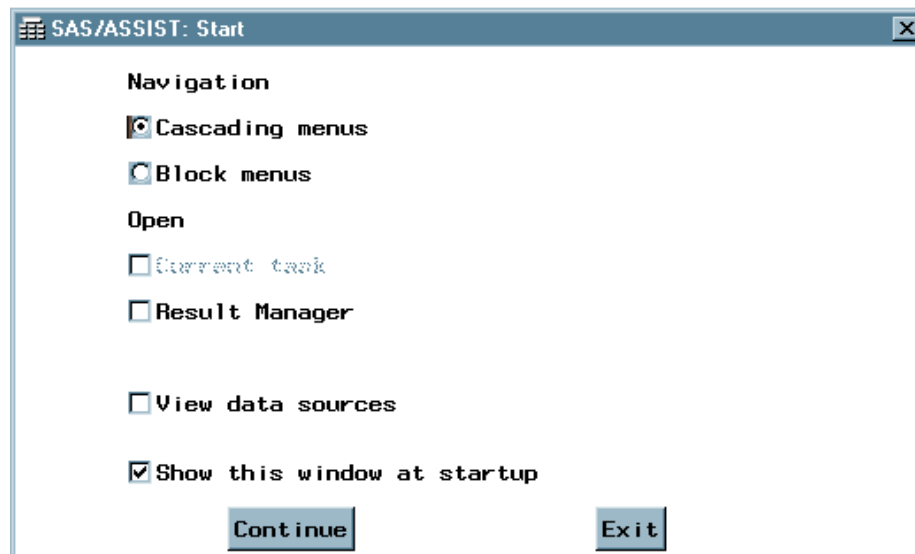 SAS/ASSIST: Start
Navigation
Cascading menus
Block menus
Open
Current task
Result Manager
View data sources
Show this window at startup
Continue Exit